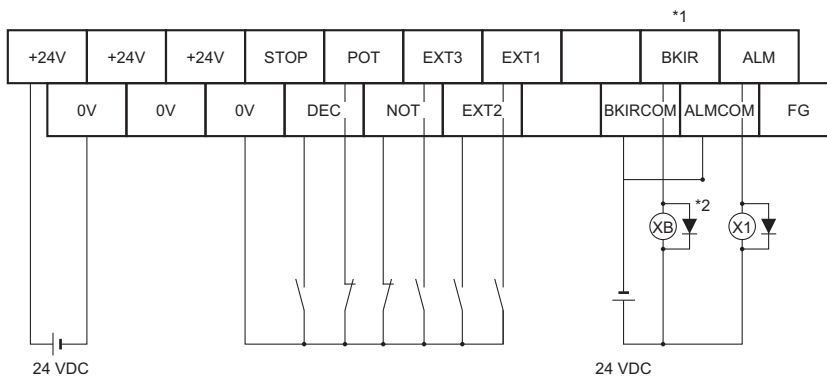 *1
+24V +24V +24V STOP POT EXT3 EXT1 BKIR ALM
0V 0V 0V DEC NOT EXT2 BKIRCOM ALMCOM FG
*2
XB X1
24 VDC 24 VDC